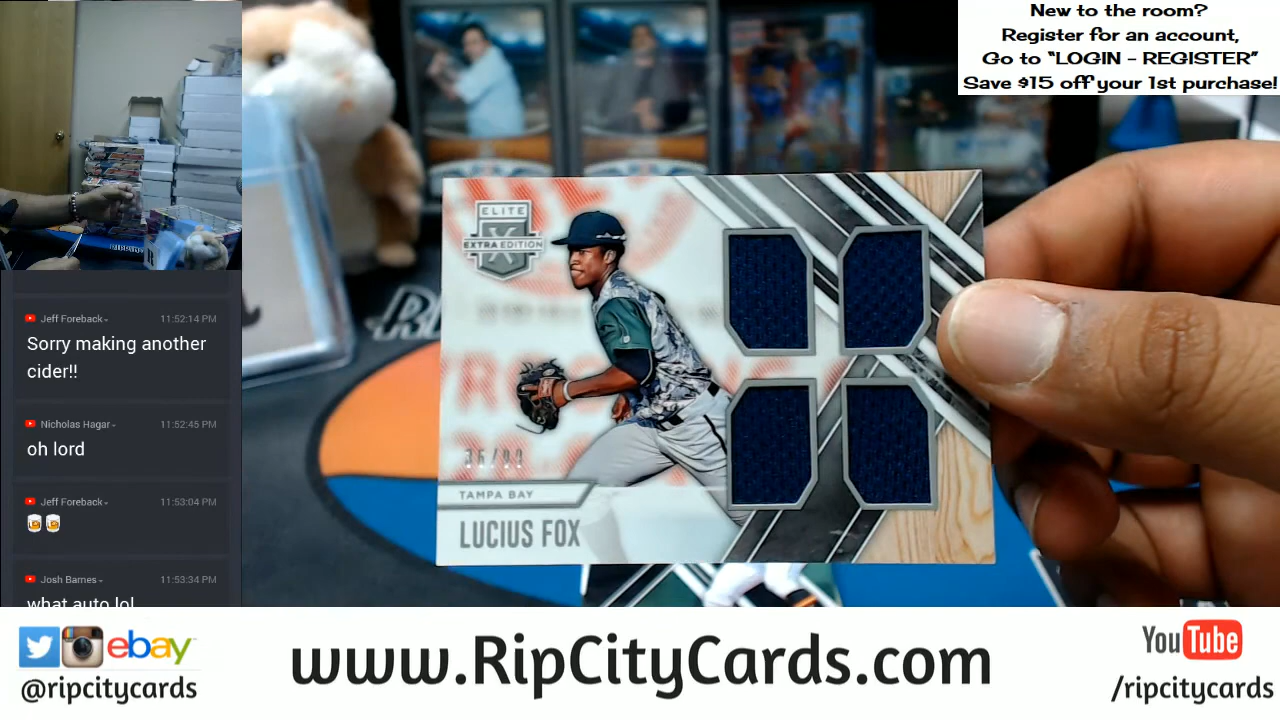 New to the room?
Register for an account,
Go to “LOGIN - REGISTER”
Save $15 off your 1st purchase!
Jeff Foreback
11:52:14 PM
Sorry making another
cider!!
Nicholas Hagar
11:52:45 PM
oh lord
Jeff Foreback
11:53:04 PM
Josh Barnes
11:53:34 PM
what auto lol
ELITE
X
EXTRA EDITION
TAMPA BAY
LUCIUS FOX
ebay
@ripcitycards
www.RipCityCards.com
YouTube
/ripcitycards